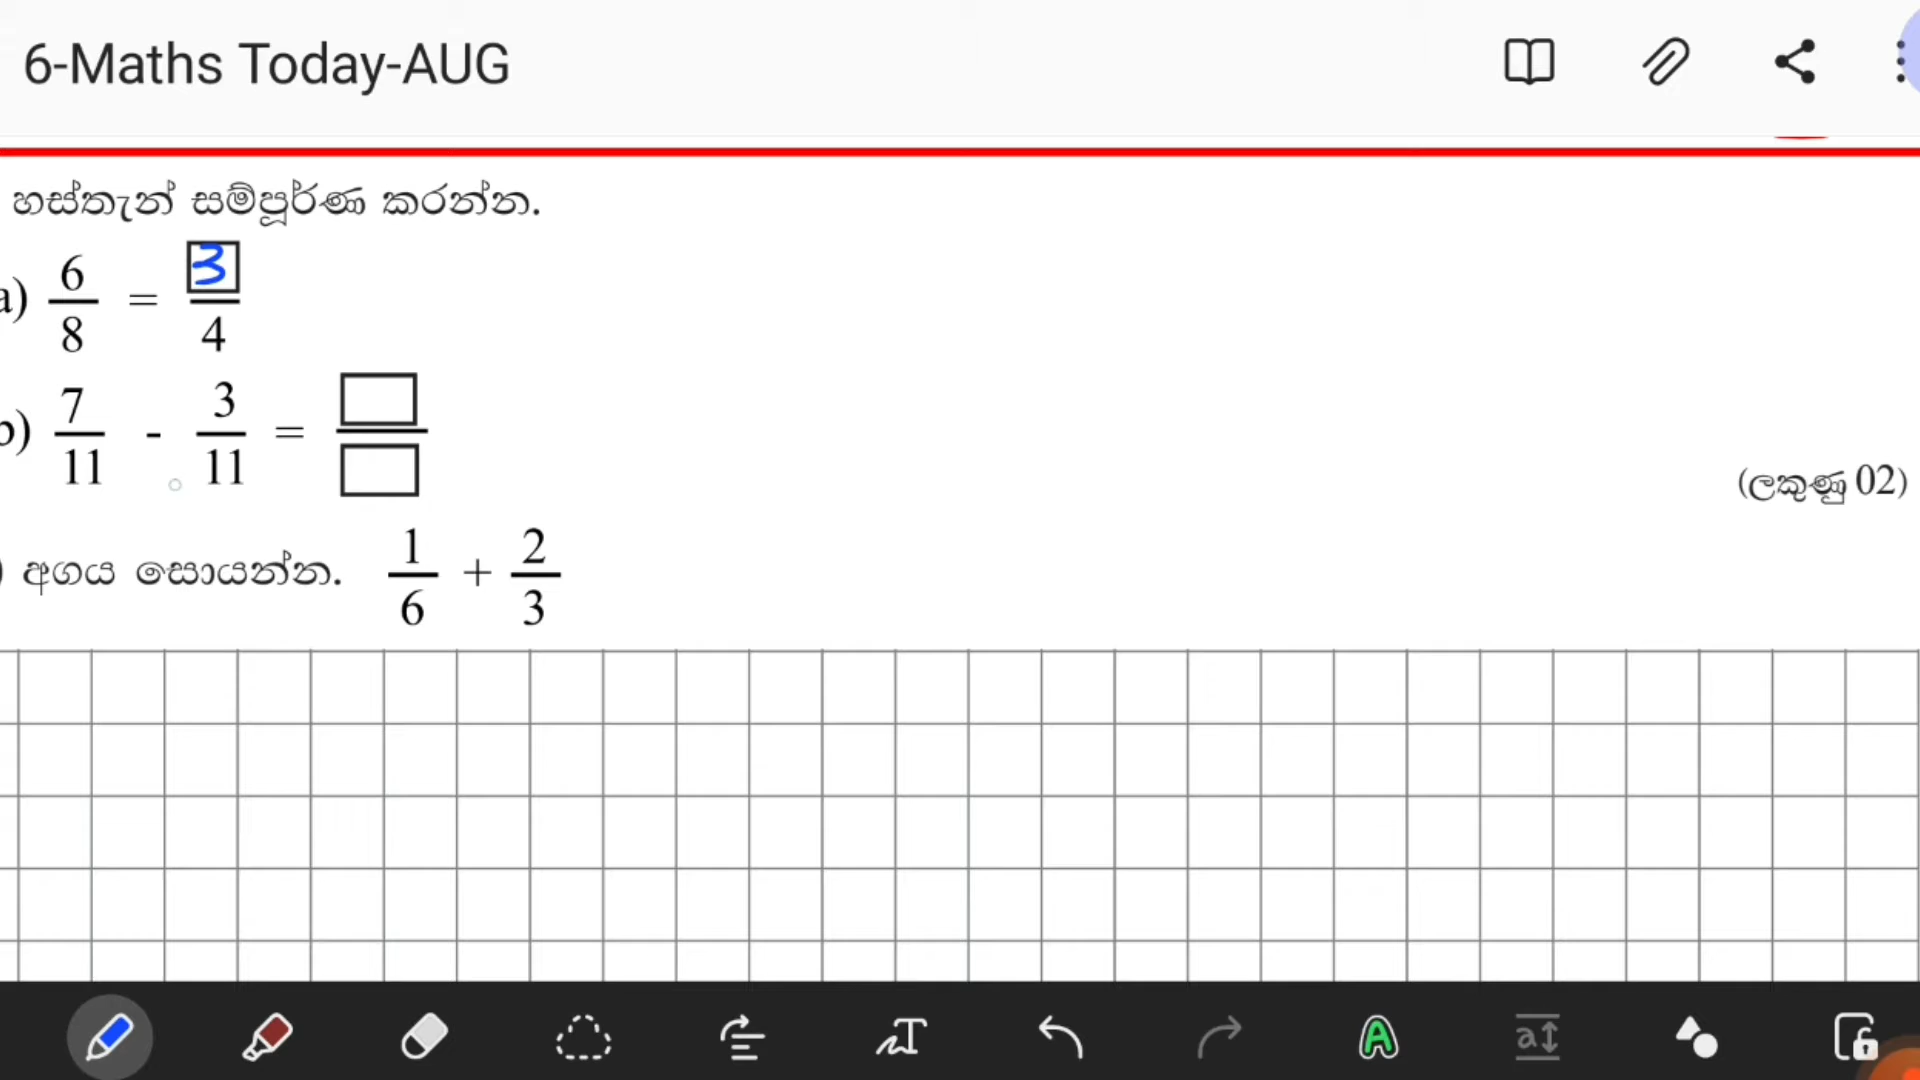 6-Maths Today-AUG
හිස්තැන් සම්පූර්ණ කරන්න.
a) 6/8 = 3/4
b) 7/11 - 3/11 =
(ලකුණු 02)
) අගය සොයන්න. 1/6 + 2/3